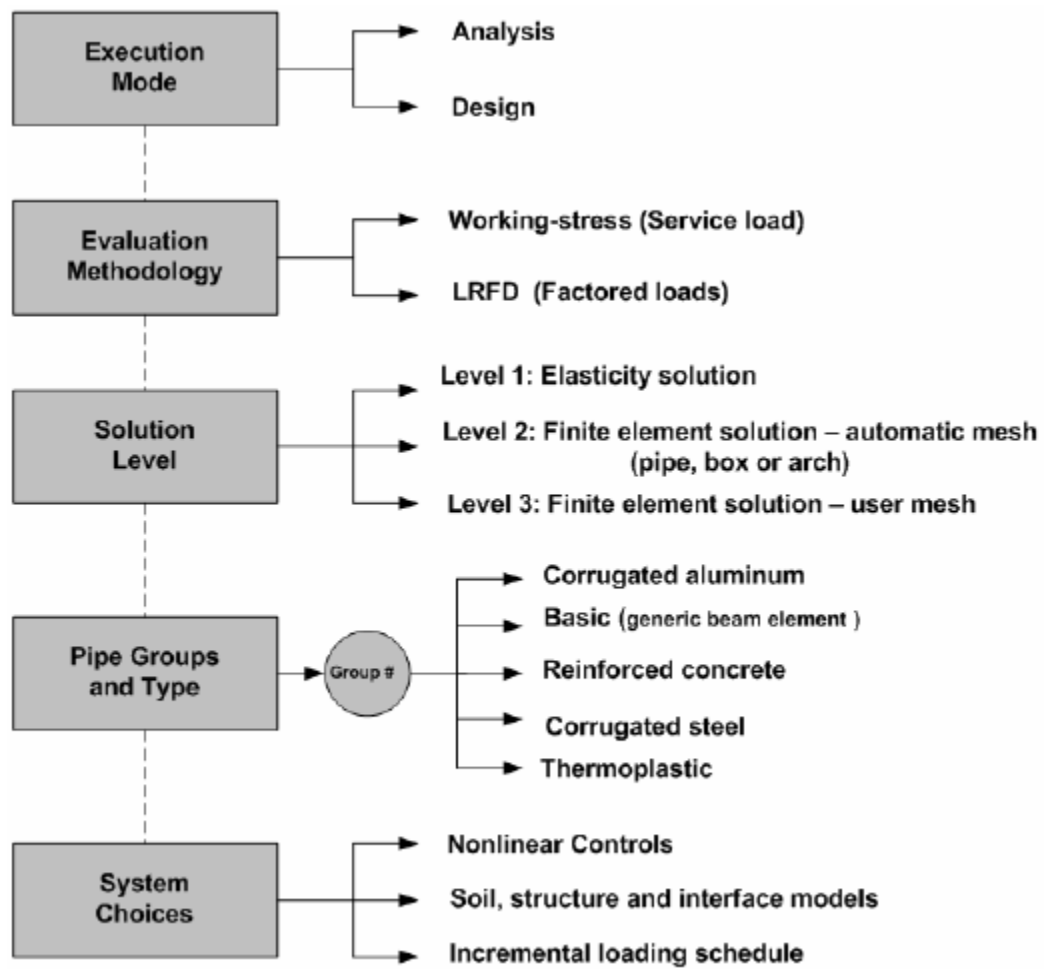 Execution
Mode
Analysis
Design
Evaluation
Methodology
Working-stress (Service load)
LRFD (Factored loads)
Solution
Level
Level 1: Elasticity solution
Level 2: Finite element solution – automatic mesh
(pipe, box or arch)
Level 3: Finite element solution – user mesh
Pipe Groups
and Type
Group #
Corrugated aluminum
Basic (generic beam element )
Reinforced concrete
Corrugated steel
Thermoplastic
System
Choices
Nonlinear Controls
Soil, structure and interface models
Incremental loading schedule